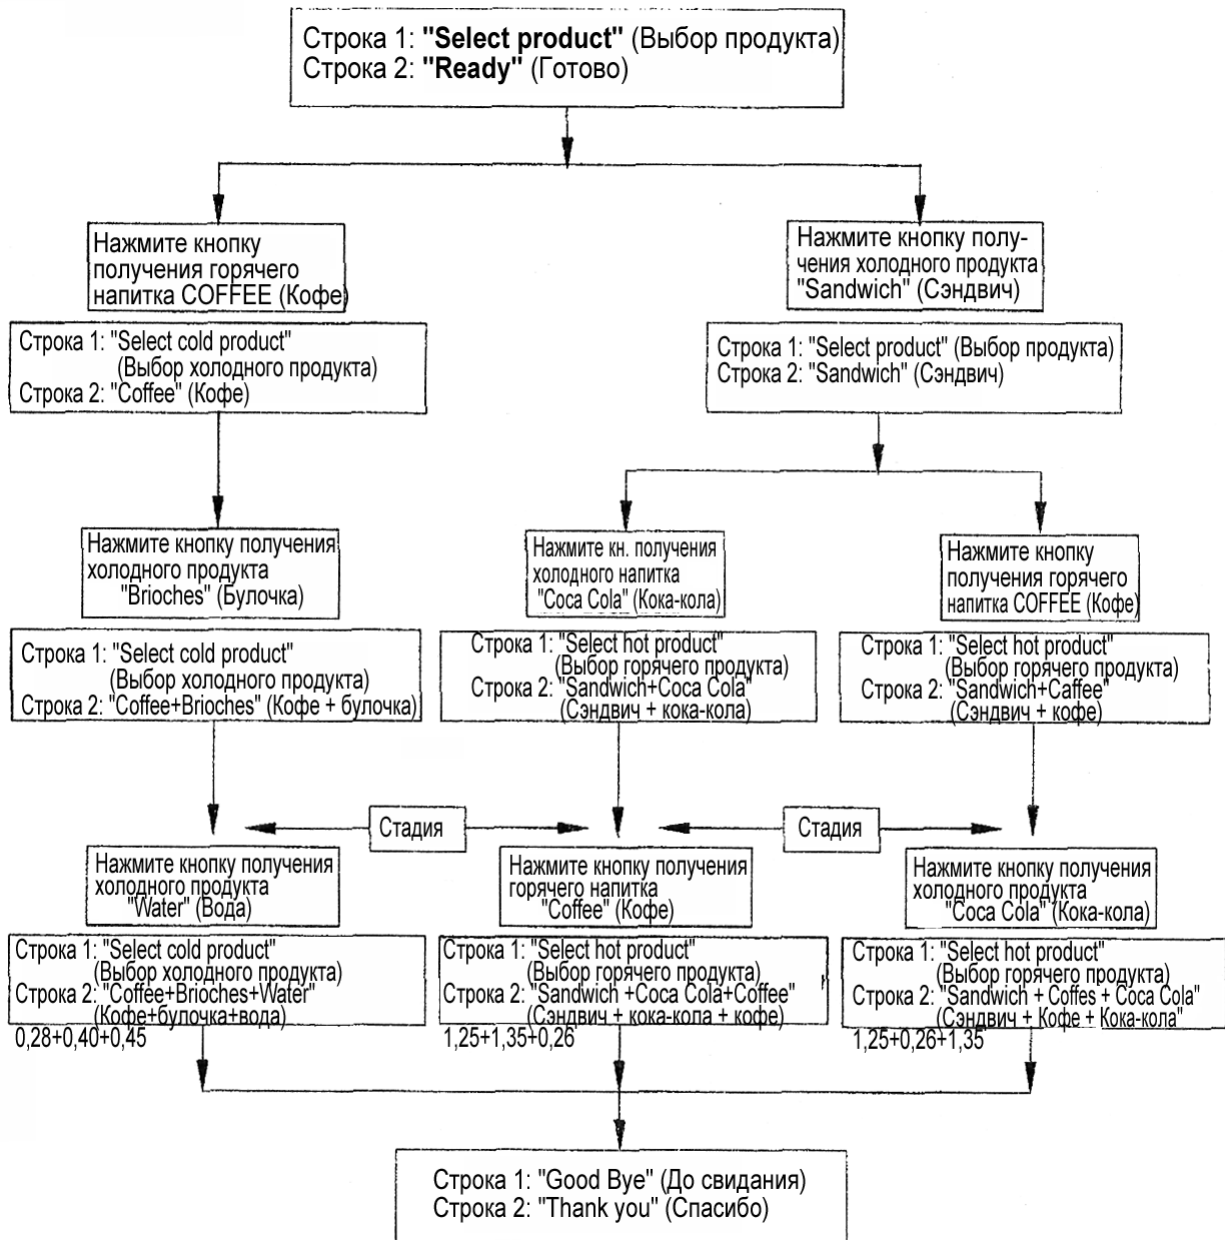 Строка 1: "Select product" (Выбор продукта)
Строка 2: "Ready" (Готово)
Нажмите кнопку
получения горячего
напитка COFFEE (Кофе)
Нажмите кнопку полу-
чения холодного продукта
"Sandwich" (Сэндвич)
Строка 1: "Select cold product"
(Выбор холодного продукта)
Строка 2: "Coffee" (Кофе)
Строка 1: "Select product" (Выбор продукта)
Строка 2: "Sandwich" (Сэндвич)
Нажмите кнопку получения
холодного продукта
"Brioches" (Булочка)
Нажмите кн. получения
холодного напитка
"Coca Cola" (Кока-кола)
Нажмите кнопку
получения горячего
напитка COFFEE (Кофе)
Строка 1: "Select cold product"
(Выбор холодного продукта)
Строка 2: "Coffee+Brioches" (Кофе + булочка)
Строка 1: "Select hot product"
(Выбор горячего продукта)
Строка 2: "Sandwich+Coca Cola"
(Сэндвич + кока-кола)
Строка 1: "Select hot product"
(Выбор горячего продукта)
Строка 2: "Sandwich+Caffee"
(Сэндвич + кофе)
Стадия
Стадия
Нажмите кнопку получения
холодного продукта
"Water" (Вода)
Нажмите кнопку получения
горячего напитка
"Coffee" (Кофе)
Нажмите кнопку получения
холодного продукта
"Coca Cola" (Кока-кола)
Строка 1: "Select cold product"
(Выбор холодного продукта)
Строка 2: "Coffee+Brioches+Water"
(Кофе+булочка+вода)
0,28+0,40+0,45
Строка 1: "Select hot product"
(Выбор горячего продукта)
Строка 2: "Sandwich +Coca Cola+Coffee"
(Сэндвич + кока-кола + кофе)
1,25+1,35+0,26
Строка 1: "Select hot product"
(Выбор горячего продукта)
Строка 2: "Sandwich + Coffes + Coca Cola"
(Сэндвич + Кофе + Кока-кола"
1,25+0,26+1,35
Строка 1: "Good Bye" (До свидания)
Строка 2: "Thank you" (Спасибо)